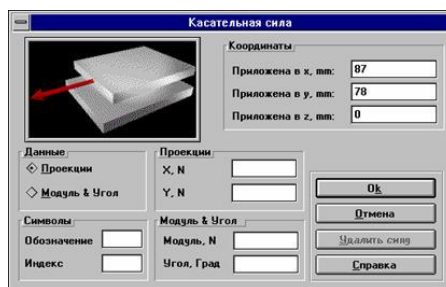 Касательная сила
Координаты
Приложена в x, mm: 87
Приложена в y, mm: 78
Приложена в z, mm: 0
Данные
Проекции
Модуль & Угол
Проекции
X, N
Y, N
Символы
Обозначение
Индекс
Модуль & Угол
Модуль, N
Угол, Град
Ok
Отмена
Удалить силу
Справка